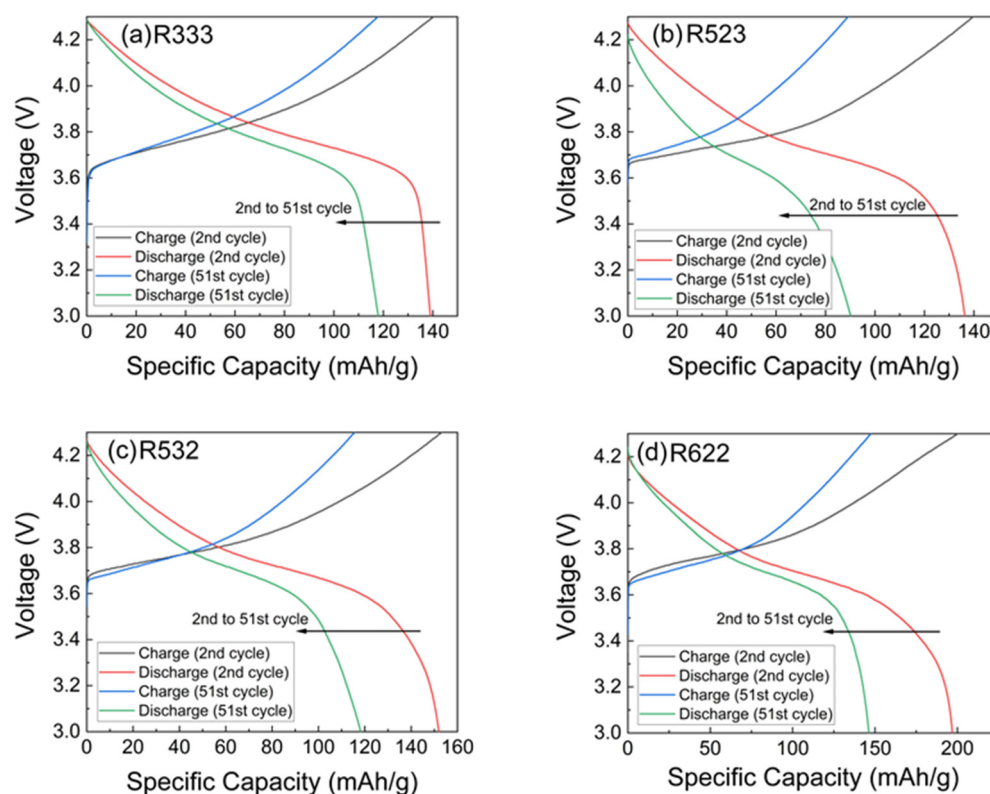 (a)R333
Voltage (V)
4.2
4.0
3.8
3.6
3.4
3.2
3.0
2nd to 51st cycle
Charge (2nd cycle)
Discharge (2nd cycle)
Charge (51st cycle)
Discharge (51st cycle)
0 20 40 60 80 100 120 140
Specific Capacity (mAh/g)
(b)R523
Voltage (V)
4.2
4.0
3.8
3.6
3.4
3.2
3.0
2nd to 51st cycle
Charge (2nd cycle)
Discharge (2nd cycle)
Charge (51st cycle)
Discharge (51st cycle)
0 20 40 60 80 100 120 140
Specific Capacity (mAh/g)
(c)R532
Voltage (V)
4.2
4.0
3.8
3.6
3.4
3.2
3.0
2nd to 51st cycle
Charge (2nd cycle)
Discharge (2nd cycle)
Charge (51st cycle)
Discharge (51st cycle)
0 20 40 60 80 100 120 140 160
Specific Capacity (mAh/g)
(d)R622
Voltage (V)
4.2
4.0
3.8
3.6
3.4
3.2
3.0
2nd to 51st cycle
Charge (2nd cycle)
Discharge (2nd cycle)
Charge (51st cycle)
Discharge (51st cycle)
0 50 100 150 200
Specific Capacity (mAh/g)